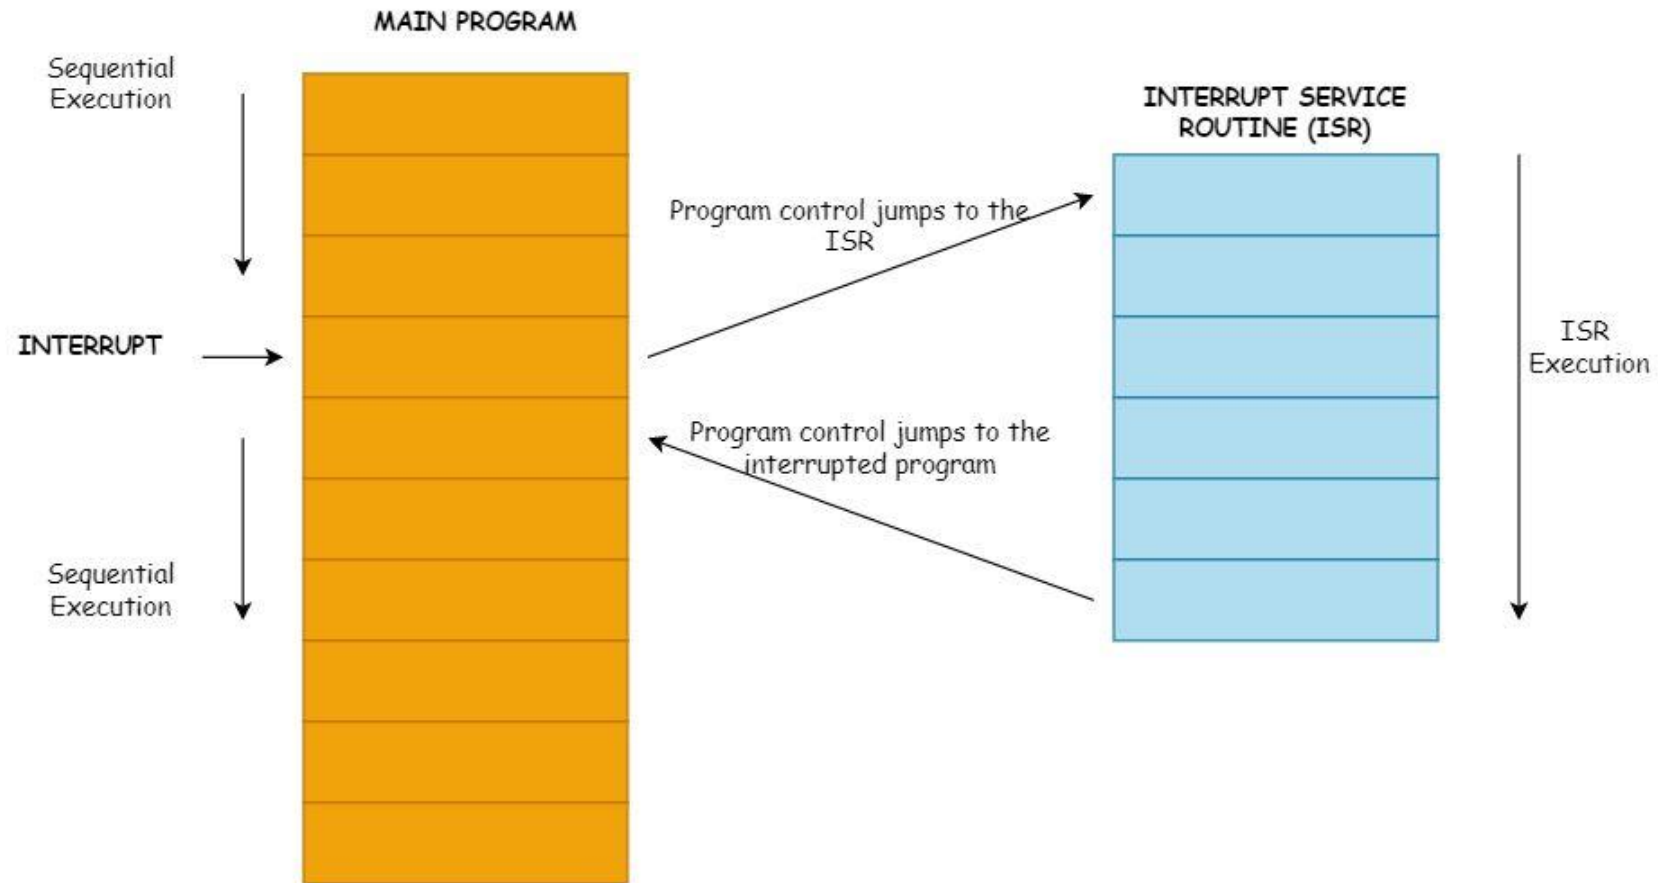 MAIN PROGRAM
Sequential
Execution
INTERRUPT SERVICE
ROUTINE (ISR)
Program control jumps to the
ISR
INTERRUPT
ISR
Execution
Program control jumps to the
interrupted program
Sequential
Execution